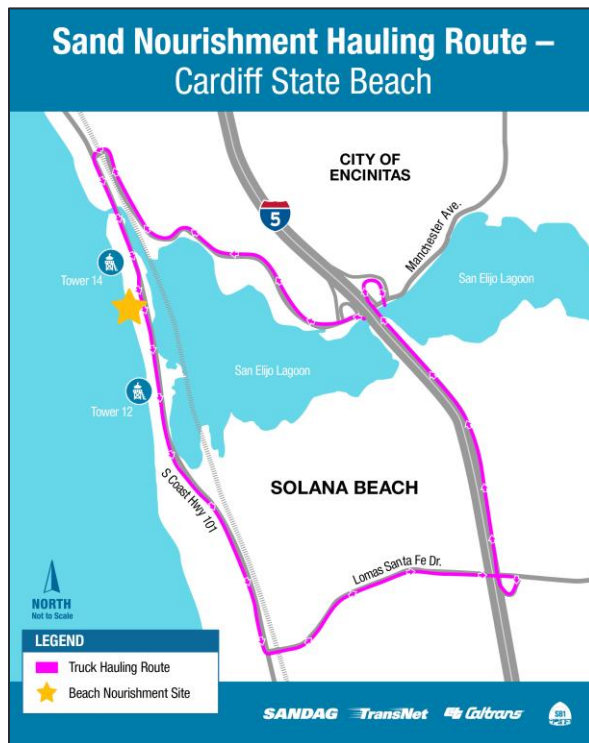 Sand Nourishment Hauling Route –
Cardiff State Beach
CITY OF
ENCINITAS
5
Manchester Ave.
San Elijo Lagoon
Tower 14
San Elijo Lagoon
Tower 12
SOLANA BEACH
S Coast Hwy 101
Lomas Santa Fe Dr.
NORTH
Not to Scale
LEGEND
Truck Hauling Route
Beach Nourishment Site
SANDAG TransNet Caltrans SB1